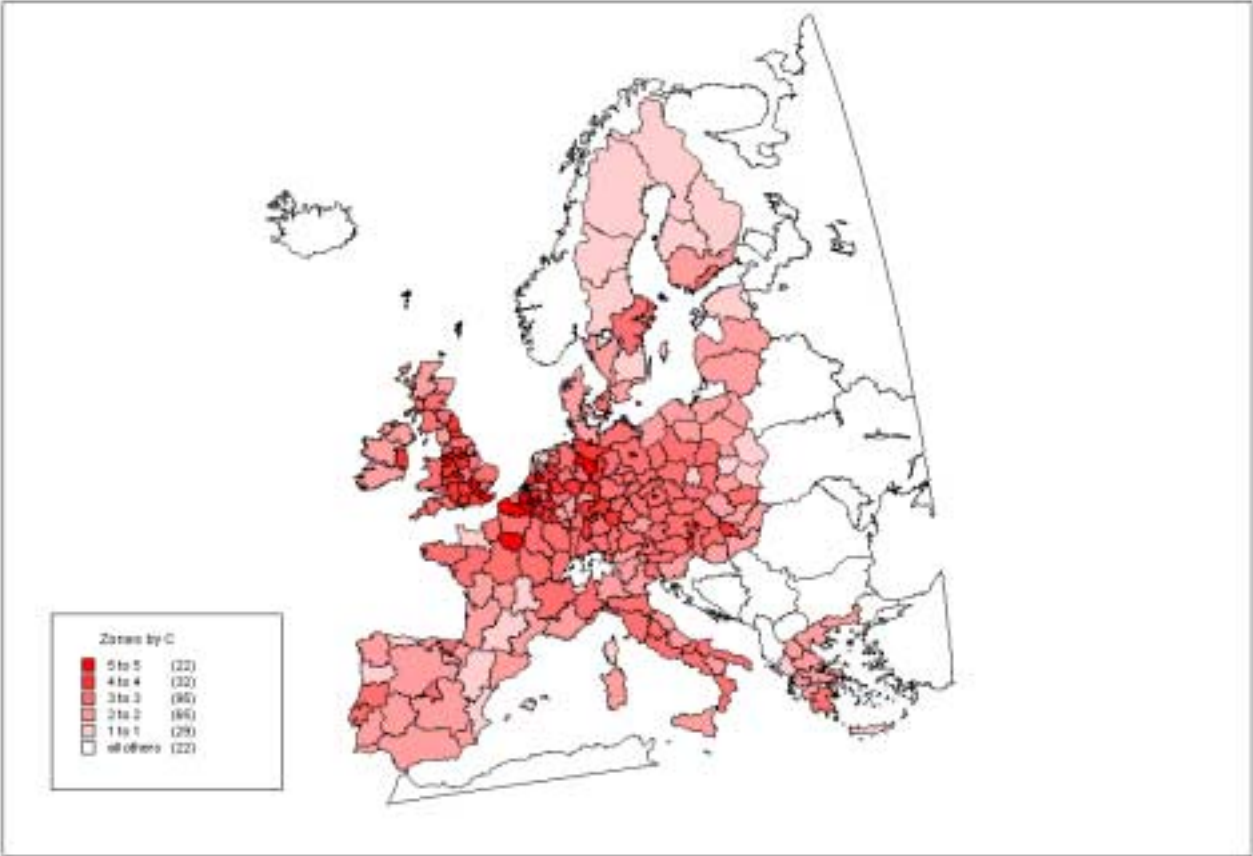 Zones by C
5 to 5 (22)
4 to 4 (32)
3 to 3 (95)
2 to 2 (65)
1 to 1 (29)
all others (22)